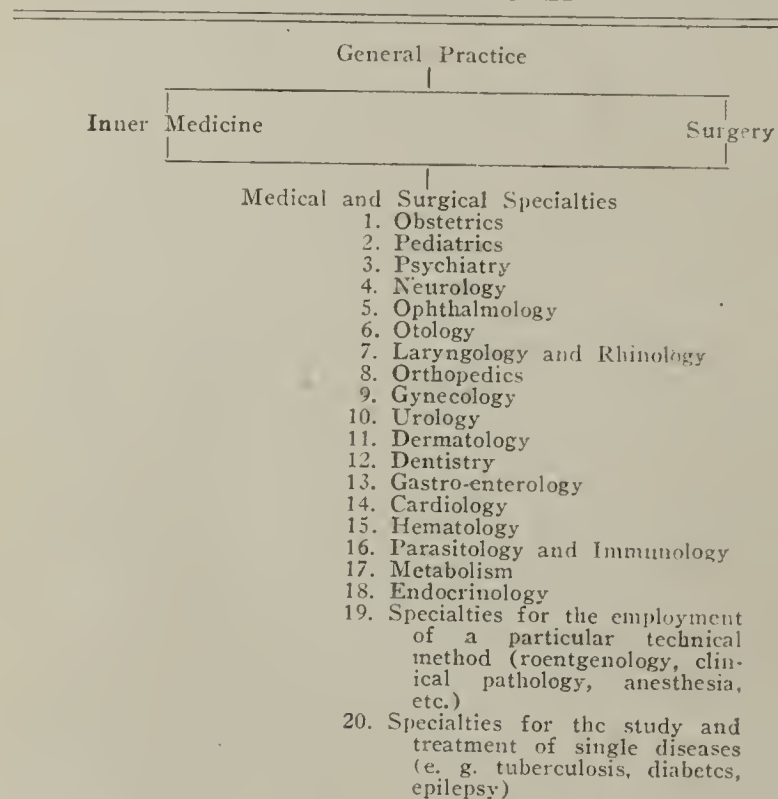 General Practice
Inner Medicine Surgery
Medical and Surgical Specialties
1. Obstetrics
2. Pediatrics
3. Psychiatry
4. Neurology
5. Ophthalmology
6. Otology
7. Laryngology and Rhinology
8. Orthopedics
9. Gynecology
10. Urology
11. Dermatology
12. Dentistry
13. Gastro-enterology
14. Cardiology
15. Hematology
16. Parasitology and Immunology
17. Metabolism
18. Endocrinology
19. Specialties for the employment
of a particular technical
method (roentgenology, clin-
ical pathology, anesthesia,
etc.)
20. Specialties for the study and
treatment of single diseases
(e. g. tuberculosis, diabetes,
epilepsy)